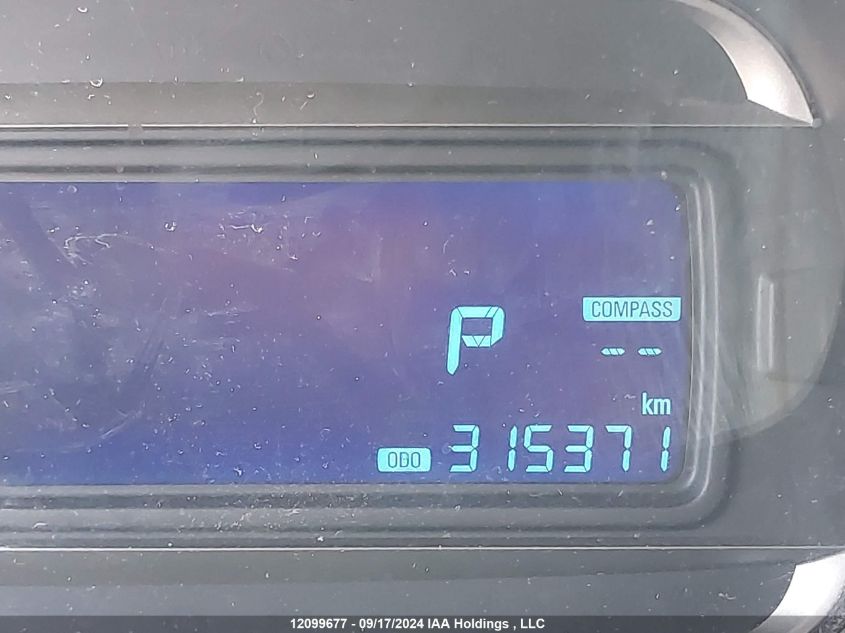 P
COMPASS
--
km
ODO 315371
12099677 - 09/17/2024 IAA Holdings , LLC